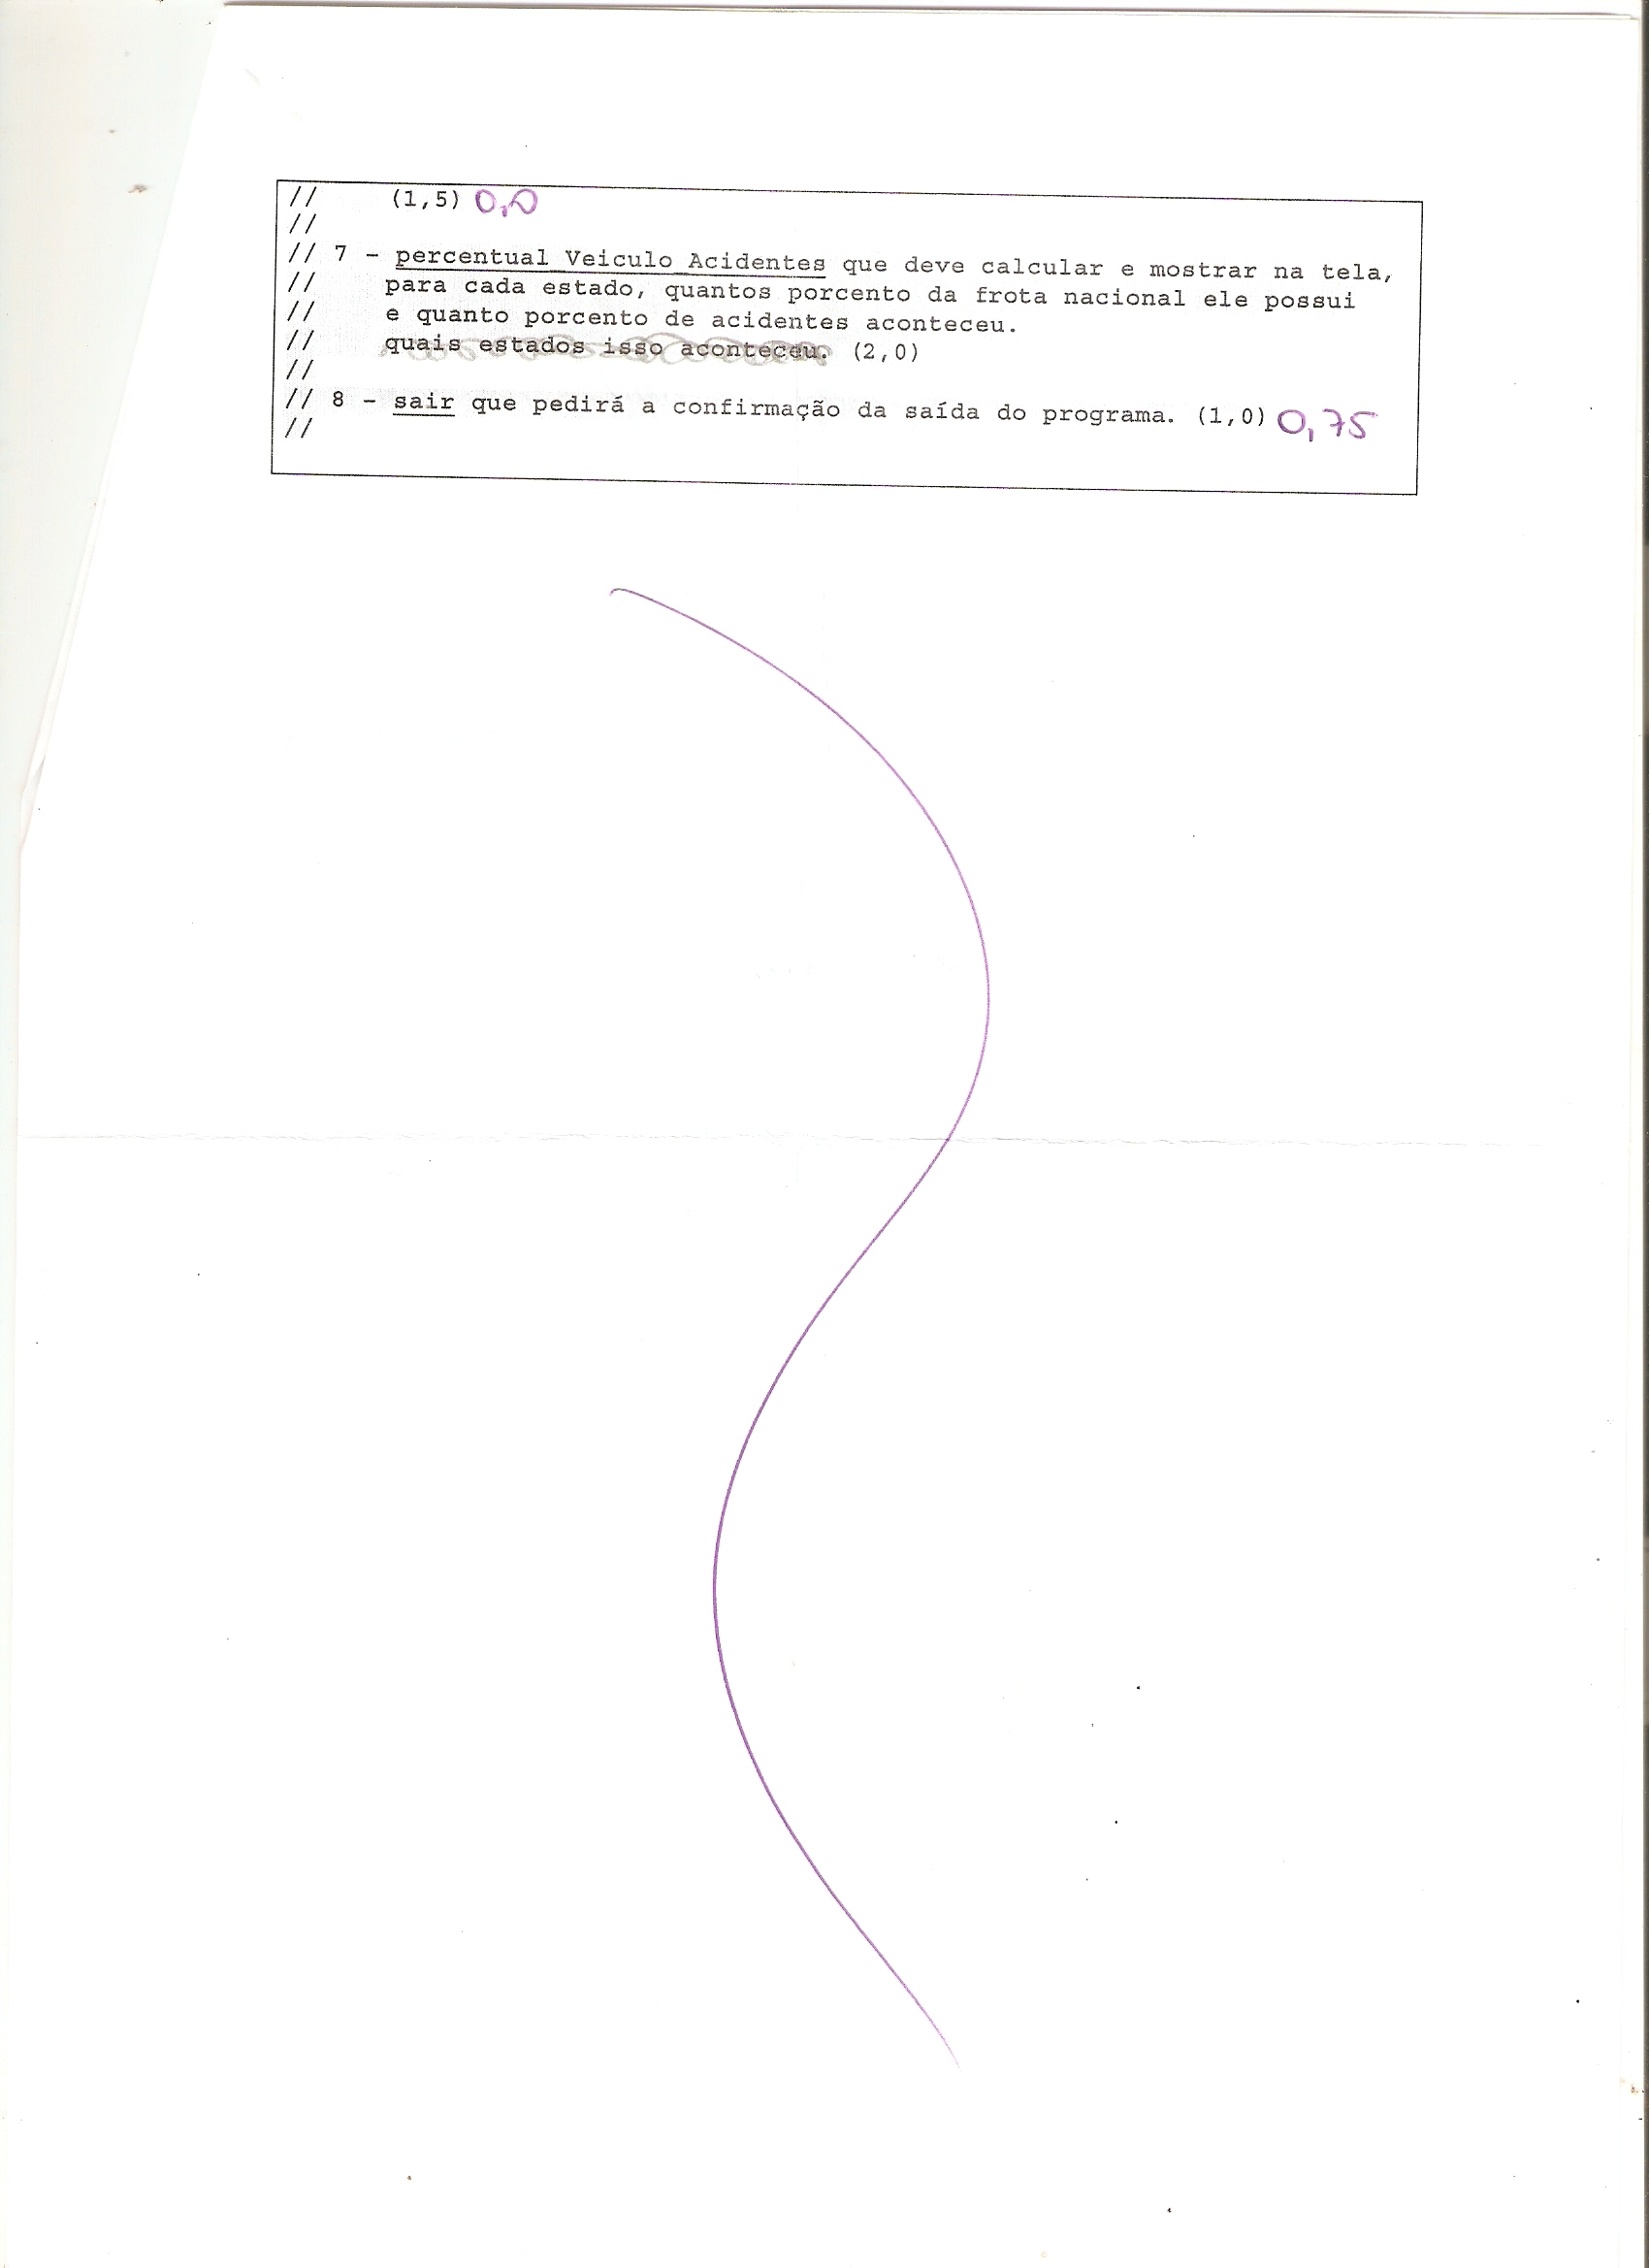 // (1,5) 0,0
//
// 7 - percentual Veiculo Acidentes que deve calcular e mostrar na tela,
// para cada estado, quantos porcento da frota nacional ele possui
// e quanto porcento de acidentes aconteceu.
// quais estados isso aconteceu. (2,0)
//
// 8 - sair que pedirá a confirmação da saída do programa. (1,0) 0,75
//